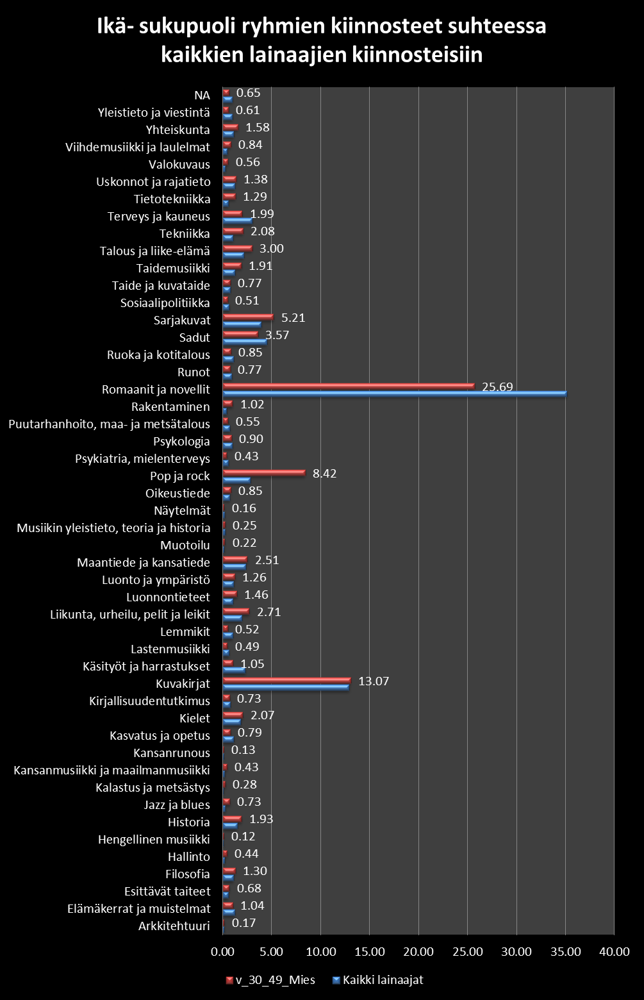 Ikä- sukupuoli ryhmien kiinnosteet suhteessa
kaikkien lainaajien kiinnosteisiin
NA 0.65
Yleistieto ja viestintä 0.61
Yhteiskunta 1.58
Viihdemusiikki ja laulelmat 0.84
Valokuvaus 0.56
Uskonnot ja rajatieto 1.38
Tietotekniikka 1.29
Terveys ja kauneus 1.99
Tekniikka 2.08
Talous ja liike-elämä 3.00
Taidemusiikki 1.91
Taide ja kuvataide 0.77
Sosiaalipolitiikka 0.51
Sarjakuvat 5.21
Sadut 3.57
Ruoka ja kotitalous 0.85
Runot 0.77
Romaanit ja novellit 25.69
Rakentaminen 1.02
Puutarhanhoito, maa- ja metsätalous 0.55
Psykologia 0.90
Psykiatria, mielenterveys 0.43
Pop ja rock 8.42
Oikeustiede 0.85
Näytelmät 0.16
Musiikin yleistieto, teoria ja historia 0.25
Muotoilu 0.22
Maantiede ja kansatiede 2.51
Luonto ja ympäristö 1.26
Luonnontieteet 1.46
Liikunta, urheilu, pelit ja leikit 2.71
Lemmikit 0.52
Lastenmusiikki 0.49
Käsityöt ja harrastukset 1.05
Kuvakirjat 13.07
Kirjallisuudentutkimus 0.73
Kielet 2.07
Kasvatus ja opetus 0.79
Kansanrunous 0.13
Kansanmusiikki ja maailmanmusiikki 0.43
Kalastus ja metsästys 0.28
Jazz ja blues 0.73
Historia 1.93
Hengellinen musiikki 0.12
Hallinto 0.44
Filosofia 1.30
Esittävät taiteet 0.68
Elämäkerrat ja muistelmat 1.04
Arkkitehtuuri 0.17
0.00 5.00 10.00 15.00 20.00 25.00 30.00 35.00 40.00
v_30_49_Mies Kaikki lainaajat